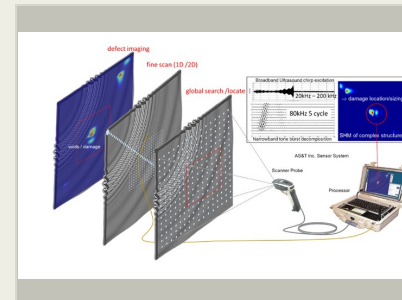 defect imaging
fine scan (1D /2D)
global search /locate
voids / damage
Broadband Ultrasound chirp excitation
20kHz – 200 kHz
80kHz 5 cycle
Narrowband tone burst decomposition
-> damage location/sizing
SHM of complex structure
AS&T Inc. Sensor System
Scanner Probe
Processor